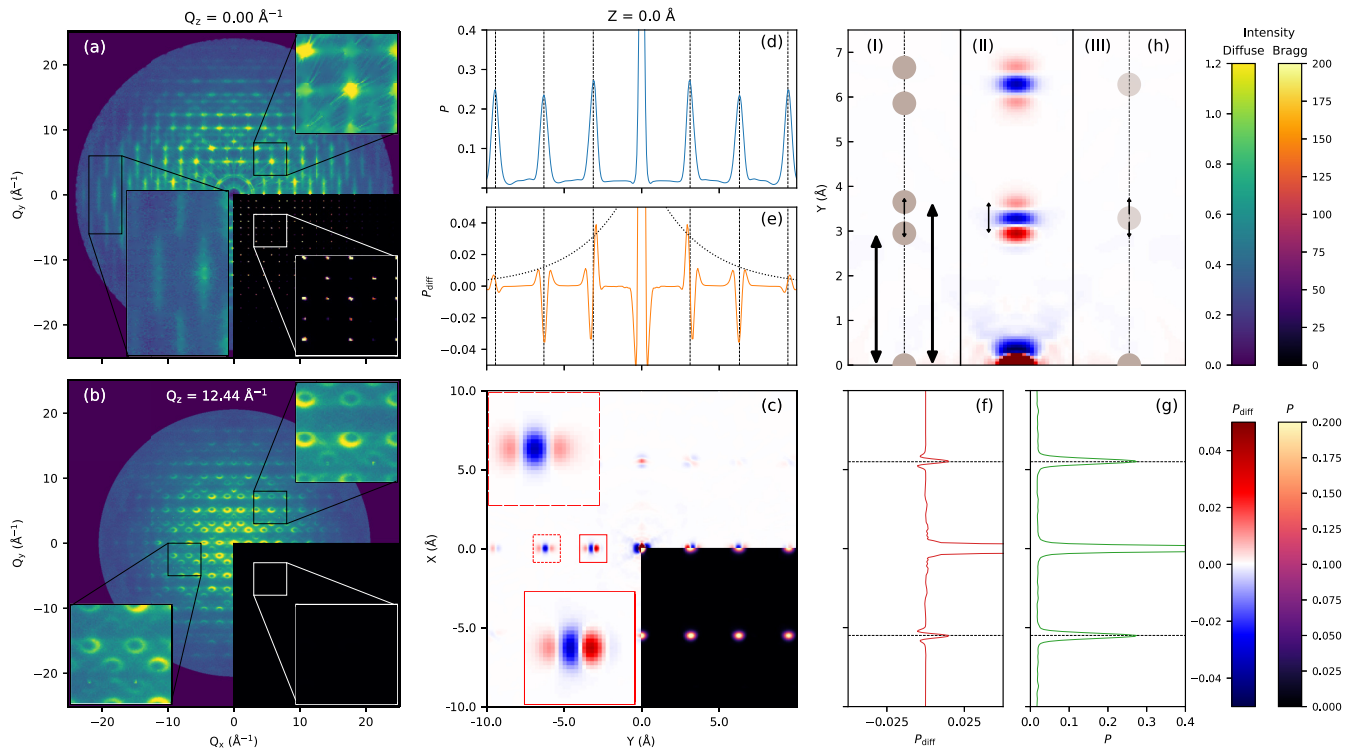 Q_z = 0.00 Å⁻¹
(a)
Q_y (Å⁻¹)
20
10
0
−10
−20
(b)
Q_z = 12.44 Å⁻¹
Q_y (Å⁻¹)
20
10
0
−10
−20
−20 −10 0 10 20
Q_x (Å⁻¹)
Z = 0.0 Å
(d)
P
0.4
0.3
0.2
0.1
(e)
P_diff
0.04
0.02
0.00
−0.02
−0.04
(c)
X (Å)
10.0
5.0
0.0
−5.0
−10.0
−10.0 −5.0 0.0 5.0
Y (Å)
(I) (II) (III) (h)
Y (Å)
7
6
5
4
3
2
1
0
(f)
−0.025 0.025
P_diff
(g)
0.0 0.1 0.2 0.3 0.4
P
Intensity
Diffuse Bragg
1.2 200
175
1.0
150
0.8 125
0.6 100
75
0.4
50
0.2
25
0.0 0
P_diff P
0.200
0.04 0.175
0.150
0.02
0.125
0.00 0.100
0.075
−0.02
0.050
−0.04 0.025
0.000